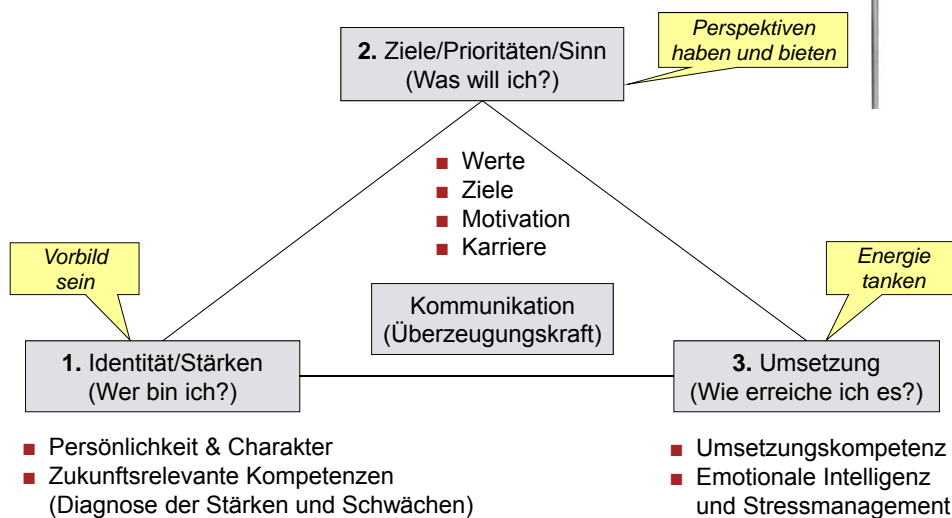 Perspektiven
haben und bieten
2. Ziele/Prioritäten/Sinn
(Was will ich?)
■ Werte
■ Ziele
■ Motivation
■ Karriere
Vorbild
sein
Energie
tanken
Kommunikation
(Überzeugungskraft)
1. Identität/Stärken
(Wer bin ich?)
3. Umsetzung
(Wie erreiche ich es?)
■ Persönlichkeit & Charakter
■ Zukunftsrelevante Kompetenzen
(Diagnose der Stärken und Schwächen)
■ Umsetzungskompetenz
■ Emotionale Intelligenz
und Stressmanagement